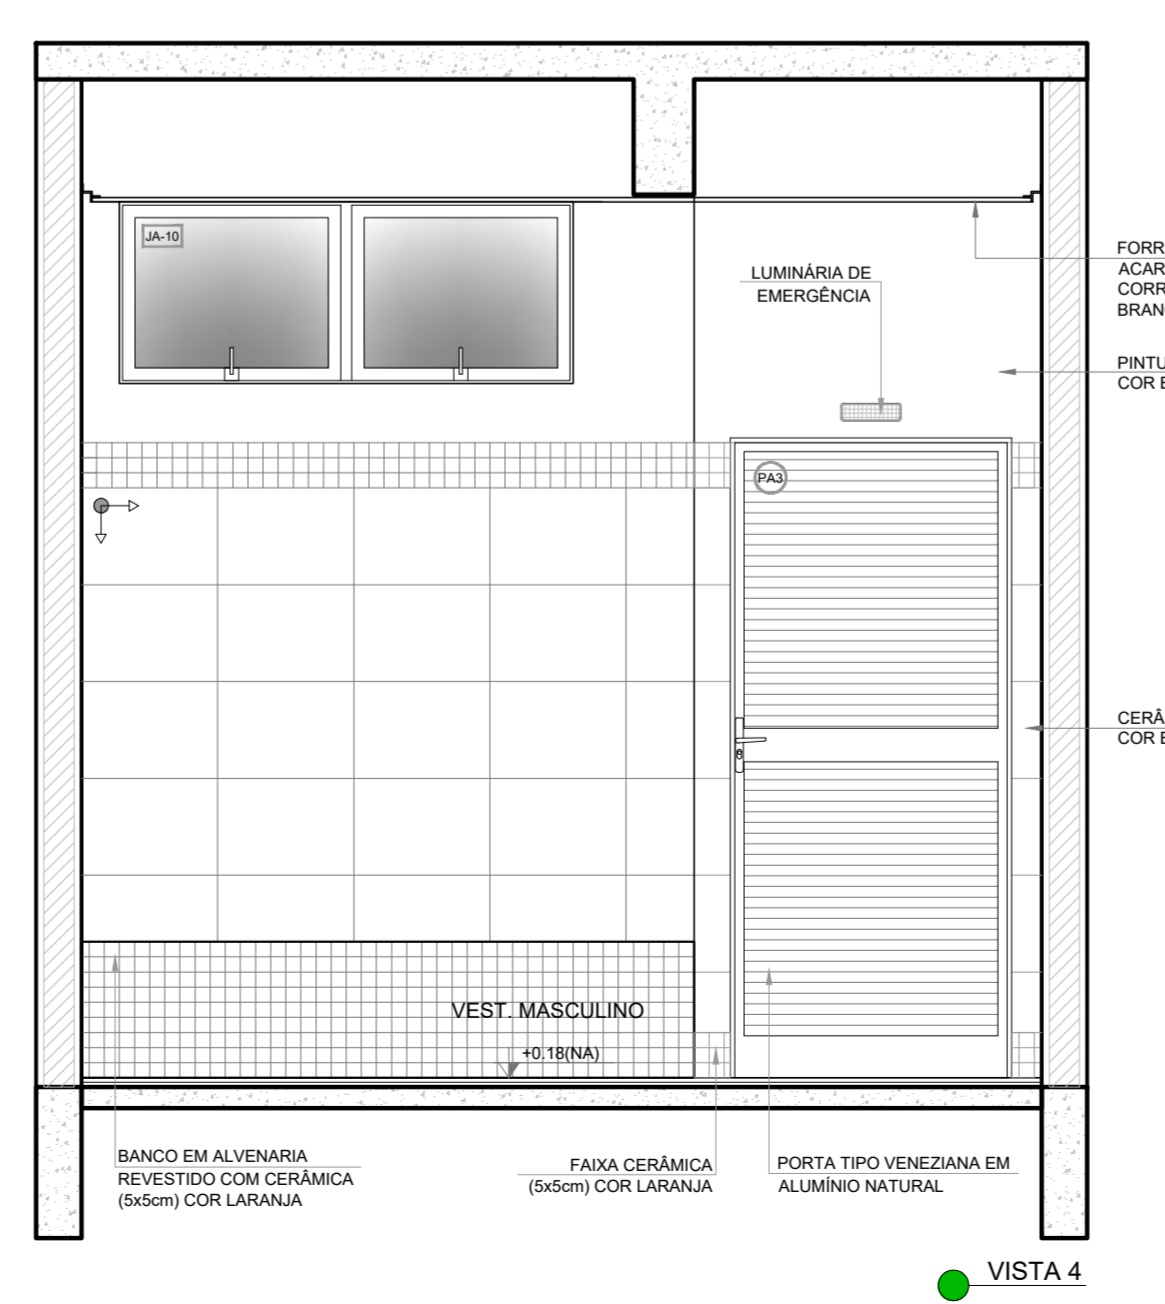 JA-10
LUMINÁRIA DE
EMERGÊNCIA
FORR
ACAR
CORR
BRAN
PINTU
COR E
PA3
CERÂ
COR E
VEST. MASCULINO
+0.18(NA)
BANCO EM ALVENARIA
REVESTIDO COM CERÂMICA
(5x5cm) COR LARANJA
FAIXA CERÂMICA
(5x5cm) COR LARANJA
PORTA TIPO VENEZIANA EM
ALUMÍNIO NATURAL
VISTA 4